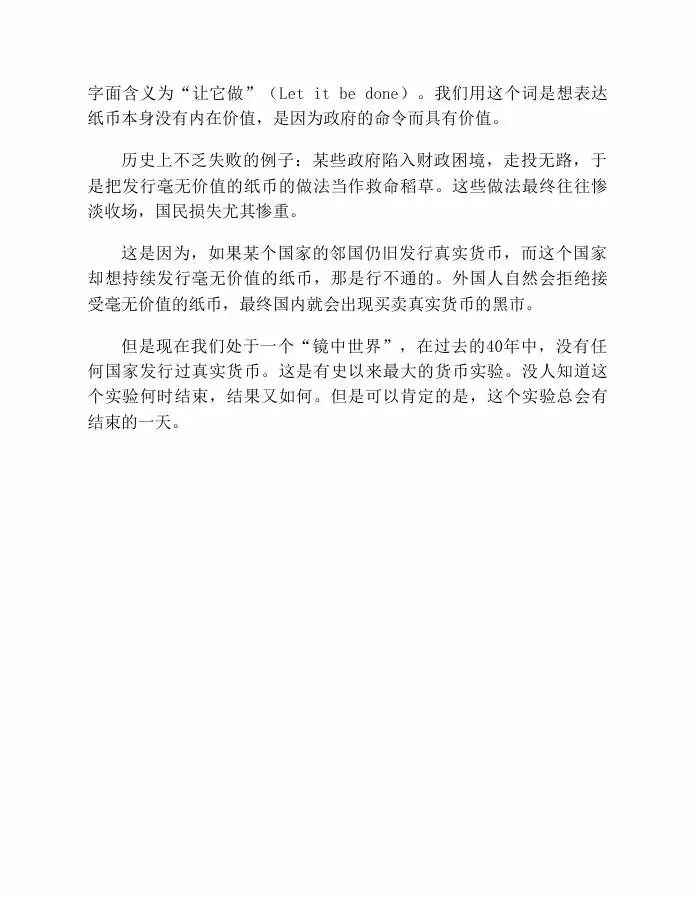 字面含义为“让它做”（Let it be done）。我们用这个词是想表达
纸币本身没有内在价值，是因为政府的命令而具有价值。
历史上不乏失败的例子：某些政府陷入财政困境，走投无路，于
是把发行毫无价值的纸币的做法当作救命稻草。这些做法最终往往惨
淡收场，国民损失尤其惨重。
这是因为，如果某个国家的邻国仍旧发行真实货币，而这个国家
却想持续发行毫无价值的纸币，那是行不通的。外国人自然会拒绝接
受毫无价值的纸币，最终国内就会出现买卖真实货币的黑市。
但是现在我们处于一个“镜中世界”，在过去的40年中，没有任
何国家发行过真实货币。这是有史以来最大的货币实验。没人知道这
个实验何时结束，结果又如何。但是可以肯定的是，这个实验总会有
结束的一天。